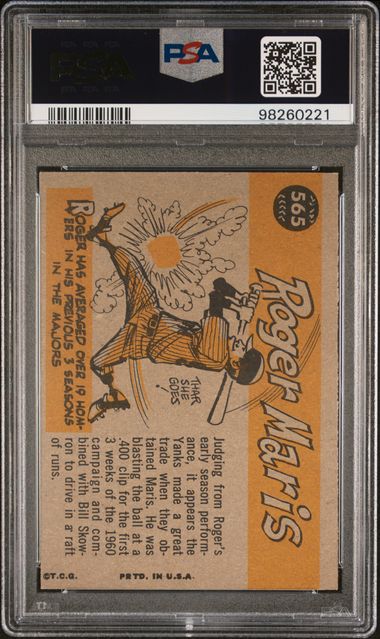 PSA
PSA
98260221
565
Roger Maris
ROGER HAS AVERAGED OVER 19 HOM-
ERS IN HIS PREVIOUS 3 SEASONS
IN THE MAJORS
THAR
SHE
GOES!
Judging from Roger's
early season perform-
ance, it appears the
Yanks made a great
trade when they ob-
tained Maris. He was
blasting the ball at a
.400 clip for the first
3 weeks of the 1960
campaign and com-
bined with Bill Skow-
ron to drive in a raft
of runs.
©T.C.G. PRTD. IN U.S.A.